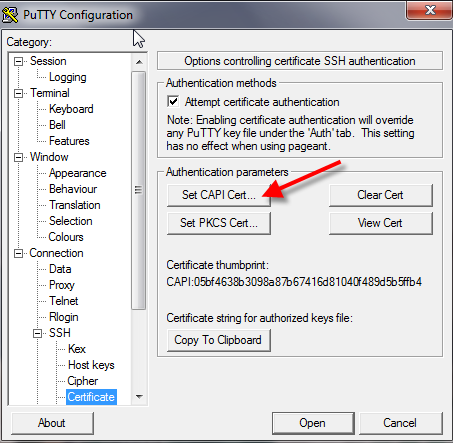 PuTTY Configuration
Category:
Session
Logging
Terminal
Keyboard
Bell
Features
Window
Appearance
Behaviour
Translation
Selection
Colours
Connection
Data
Proxy
Telnet
Rlogin
SSH
Kex
Host keys
Cipher
Certificate
Options controlling certificate SSH authentication
Authentication methods
Attempt certificate authentication
Note: Enabling certificate authentication will override
any PuTTY key file under the 'Auth' tab. This setting
has no effect when using pageant.
Authentication parameters
Set CAPI Cert...
Clear Cert
Set PKCS Cert...
View Cert
Certificate thumbprint:
CAPI:05bf4638b3098a87b67416d81040f489d5b5ffb4
Certificate string for authorized keys file:
Copy To Clipboard
About
Open
Cancel